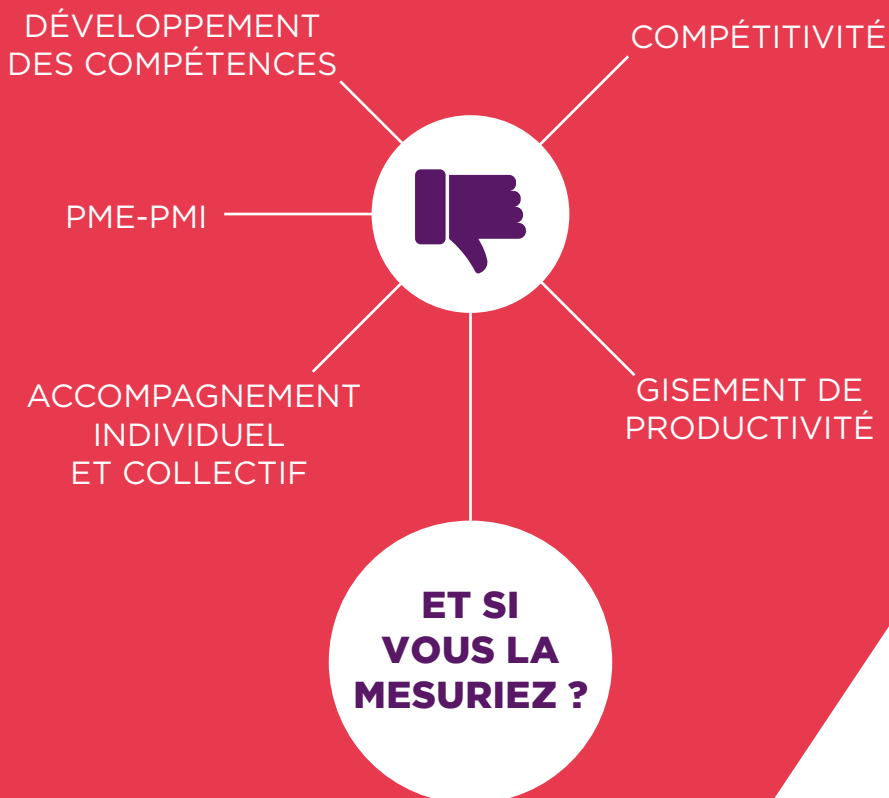 DÉVELOPPEMENT
DES COMPÉTENCES
COMPÉTITIVITÉ
PME-PMI
ACCOMPAGNEMENT
INDIVIDUEL
ET COLLECTIF
GISEMENT DE
PRODUCTIVITÉ
ET SI
VOUS LA
MESURIEZ ?